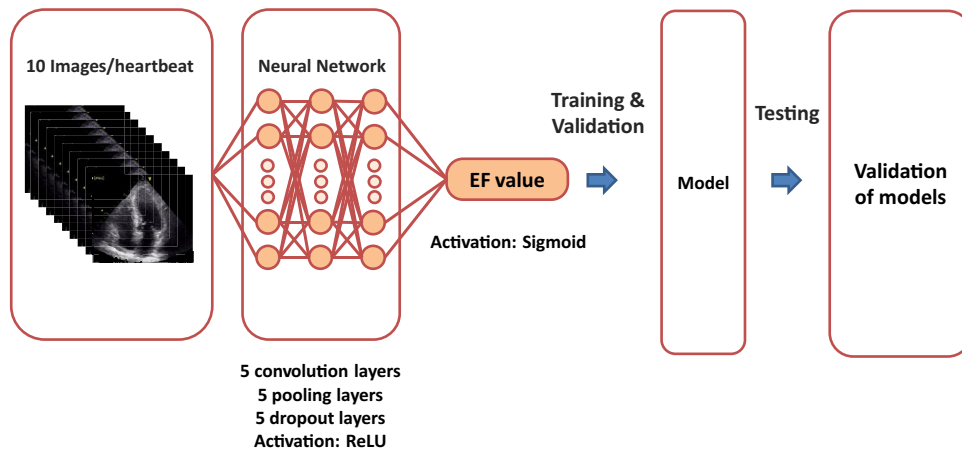 10 Images/heartbeat
Neural Network
EF value
Activation: Sigmoid
5 convolution layers
5 pooling layers
5 dropout layers
Activation: ReLU
Training &
Validation
Model
Testing
Validation
of models